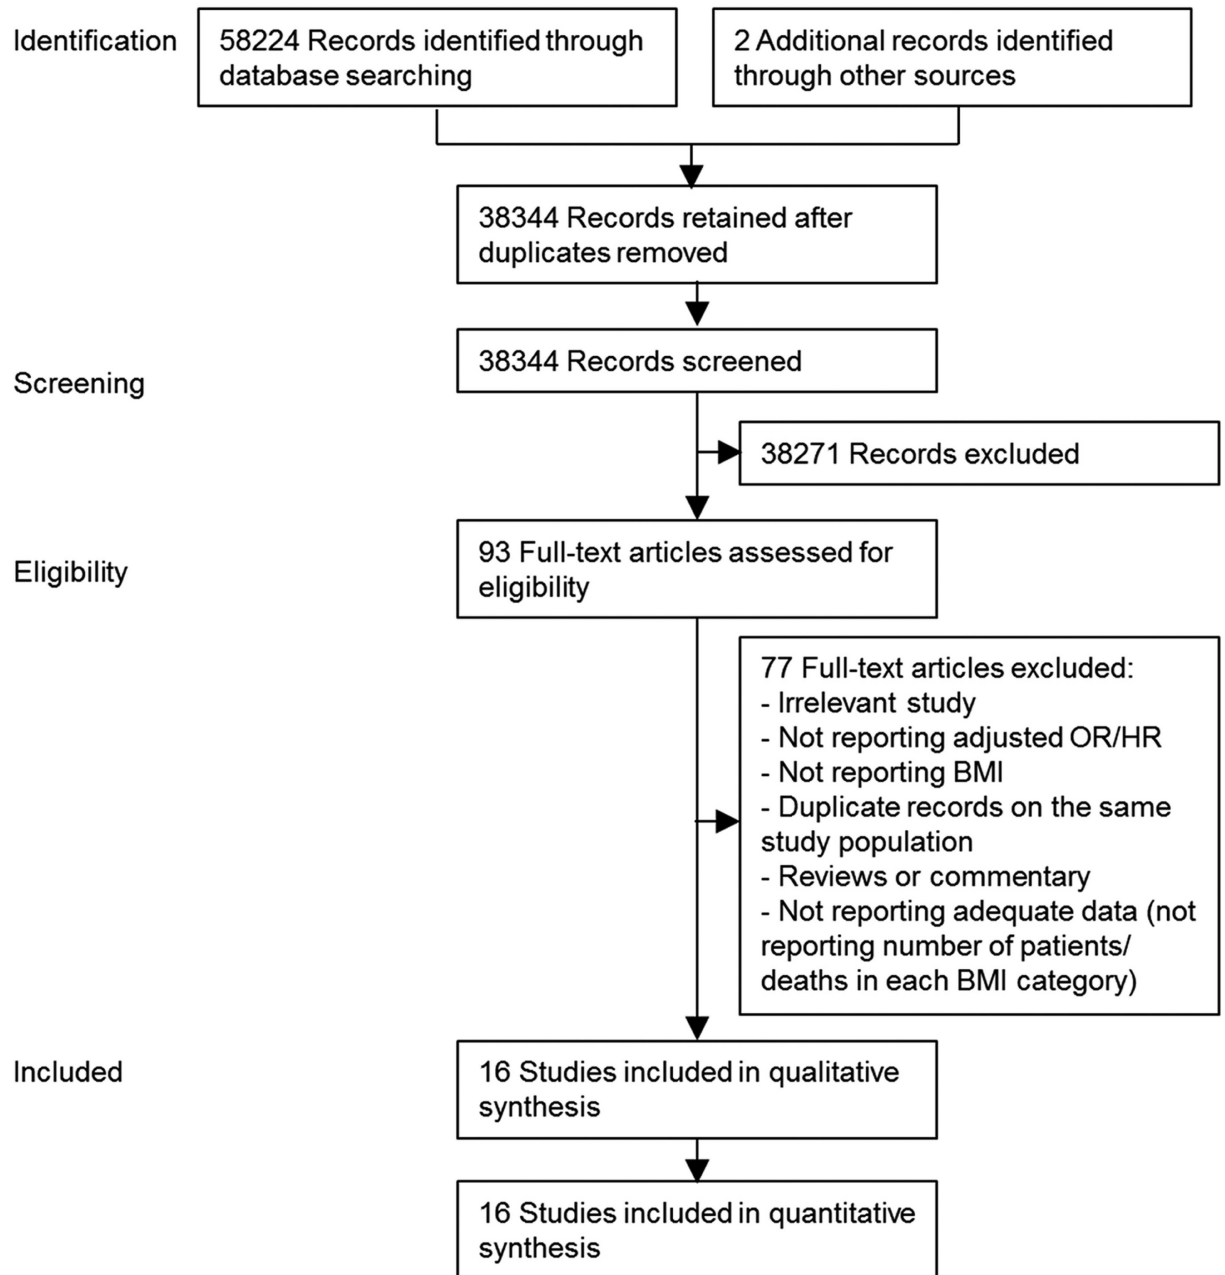 Identification
58224 Records identified through
database searching
2 Additional records identified
through other sources
38344 Records retained after
duplicates removed
Screening
38344 Records screened
38271 Records excluded
Eligibility
93 Full-text articles assessed for
eligibility
77 Full-text articles excluded:
- Irrelevant study
- Not reporting adjusted OR/HR
- Not reporting BMI
- Duplicate records on the same
study population
- Reviews or commentary
- Not reporting adequate data (not
reporting number of patients/
deaths in each BMI category)
Included
16 Studies included in qualitative
synthesis
16 Studies included in quantitative
synthesis